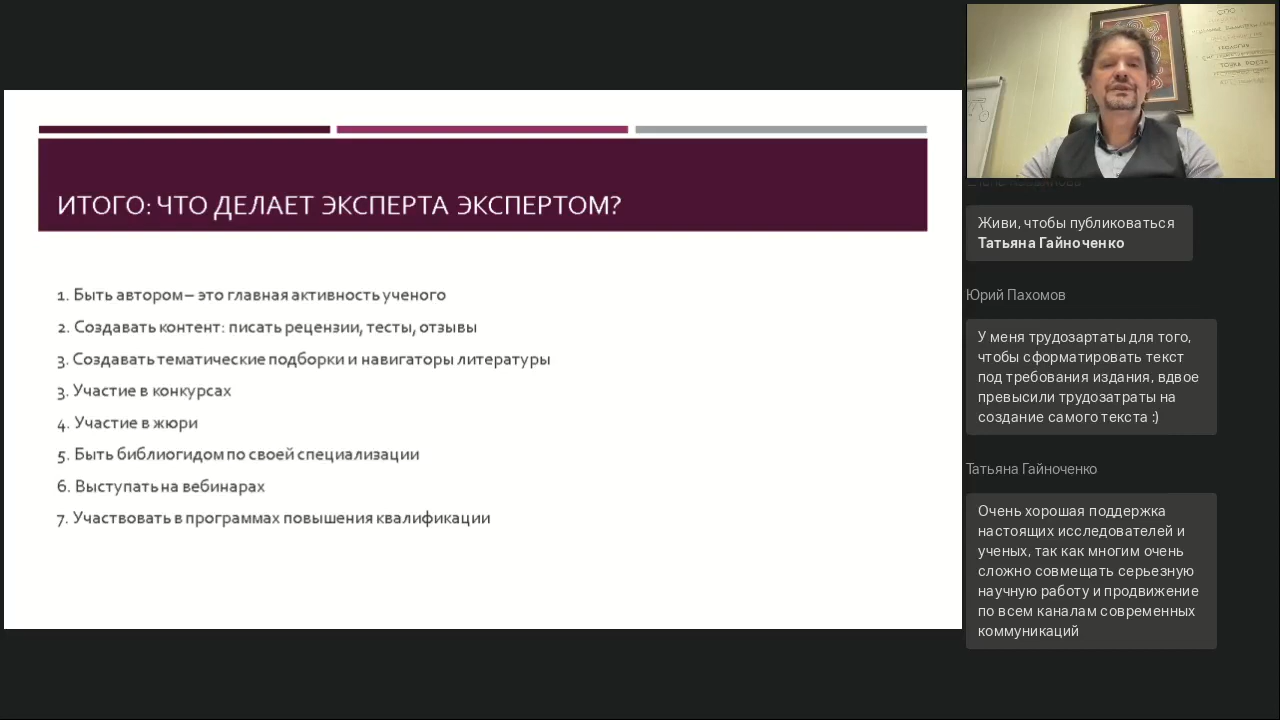 ИТОГО: ЧТО ДЕЛАЕТ ЭКСПЕРТА ЭКСПЕРТОМ?
1. Быть автором – это главная активность ученого
2. Создавать контент: писать рецензии, тесты, отзывы
3. Создавать тематические подборки и навигаторы литературы
3. Участие в конкурсах
4. Участие в жюри
5. Быть библиогидом по своей специализации
6. Выступать на вебинарах
7. Участвовать в программах повышения квалификации
СПО
ТОЧКА РОСТА
Живи, чтобы публиковаться
Татьяна Гайноченко
Юрий Пахомов
У меня трудозартаты для того,
чтобы сформатировать текст
под требования издания, вдвое
превысили трудозатраты на
создание самого текста :)
Татьяна Гайноченко
Очень хорошая поддержка
настоящих исследователей и
ученых, так как многим очень
сложно совмещать серьезную
научную работу и продвижение
по всем каналам современных
коммуникаций